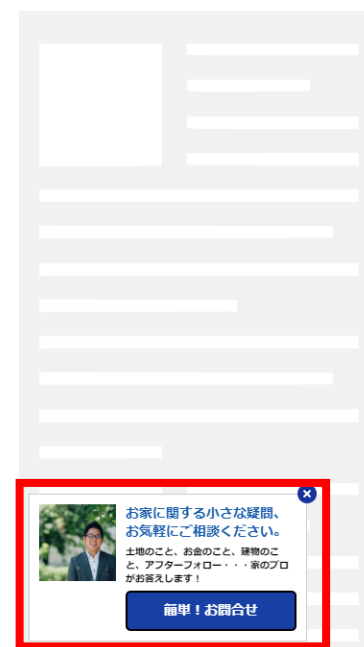 お家に関する小さな疑問、
お気軽にご相談ください。
土地のこと、お金のこと、建物のこ
と、アフターフォロー・・・家のプロ
がお答えします！
簡単！お問合せ